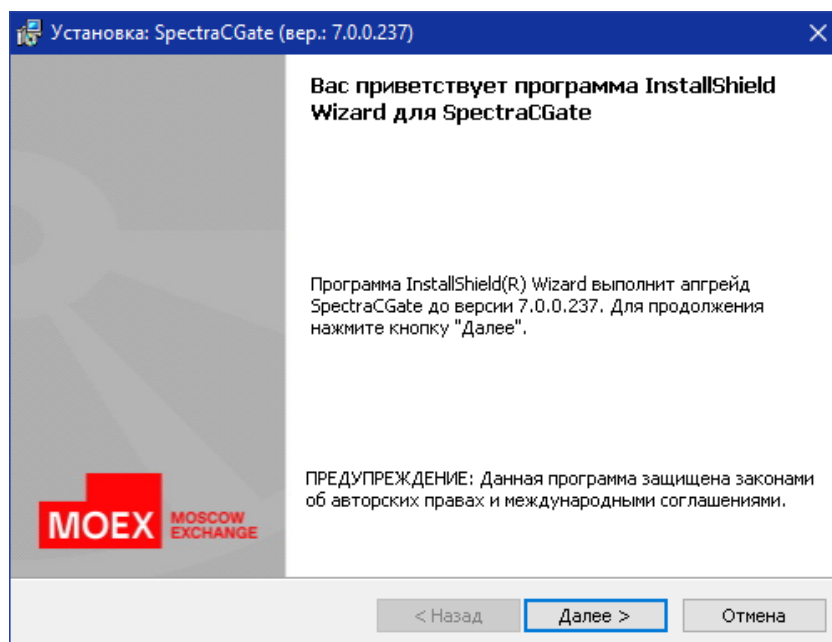 Установка: SpectraCGate (вер.: 7.0.0.237)
Вас приветствует программа InstallShield
Wizard для SpectraCGate
Программа InstallShield(R) Wizard выполнит апгрейд
SpectraCGate до версии 7.0.0.237. Для продолжения
нажмите кнопку "Далее".
ПРЕДУПРЕЖДЕНИЕ: Данная программа защищена законами
об авторских правах и международными соглашениями.
MOEX MOSCOW
EXCHANGE
< Назад Далее > Отмена